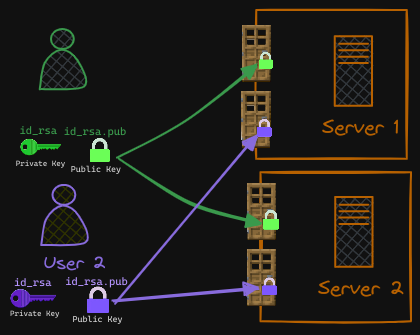 Server 1
id_rsa
id_rsa.pub
Private Key
Public Key
User 2
Server 2
id_rsa
id_rsa.pub
Private Key
Public Key